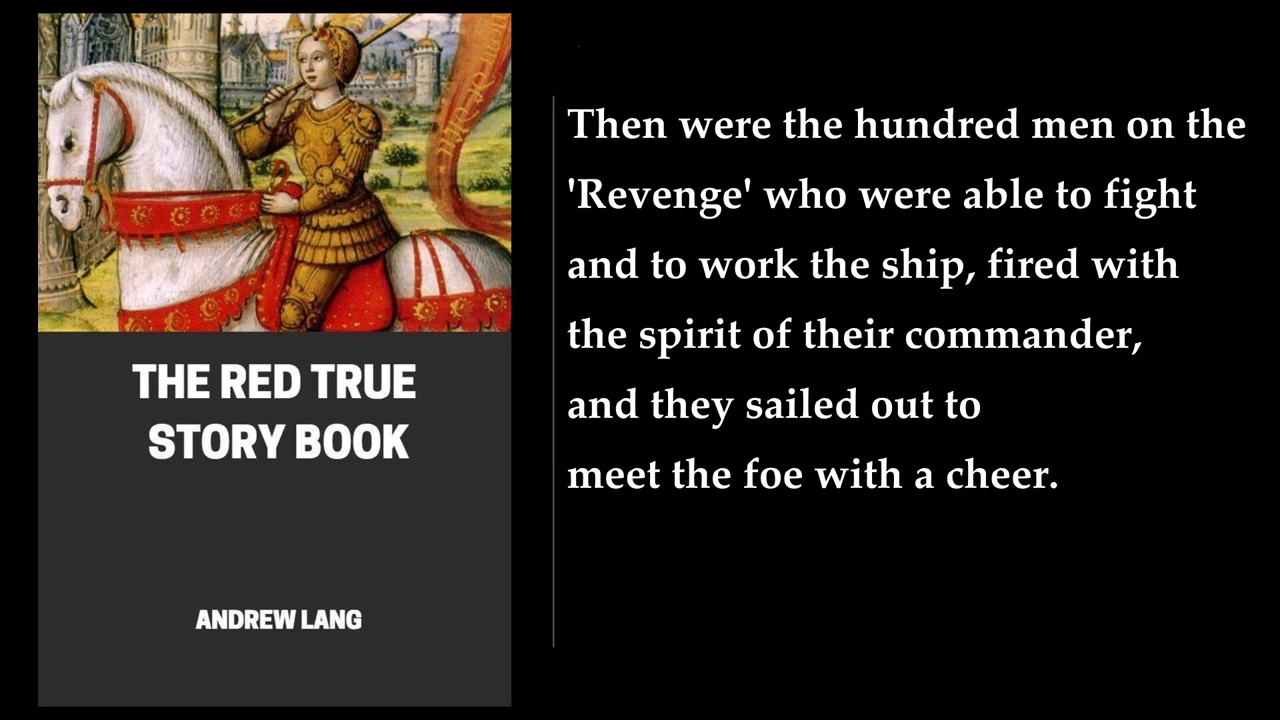 THE RED TRUE
STORY BOOK
ANDREW LANG
Then were the hundred men on the
'Revenge' who were able to fight
and to work the ship, fired with
the spirit of their commander,
and they sailed out to
meet the foe with a cheer.